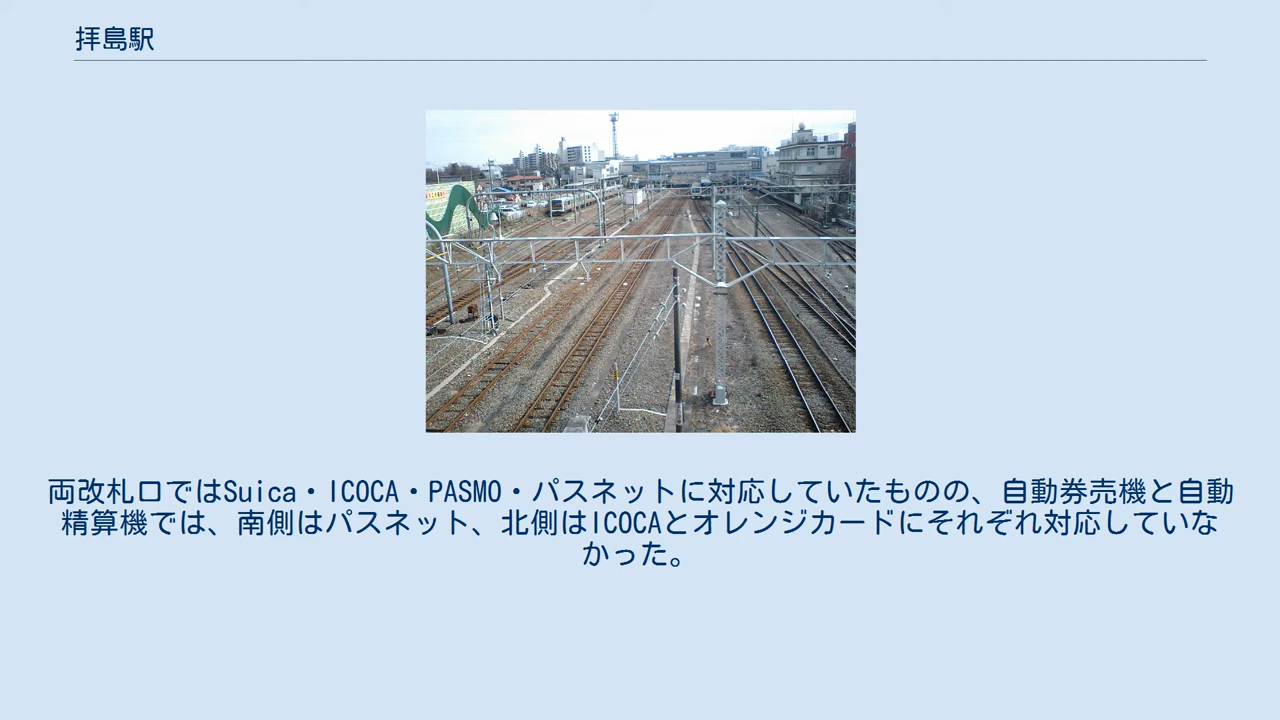 拝島駅
両改札口ではSuica・ICOCA・PASMO・パスネットに対応していたものの、自動券売機と自動
精算機では、南側はパスネット、北側はICOCAとオレンジカードにそれぞれ対応していな
かった。